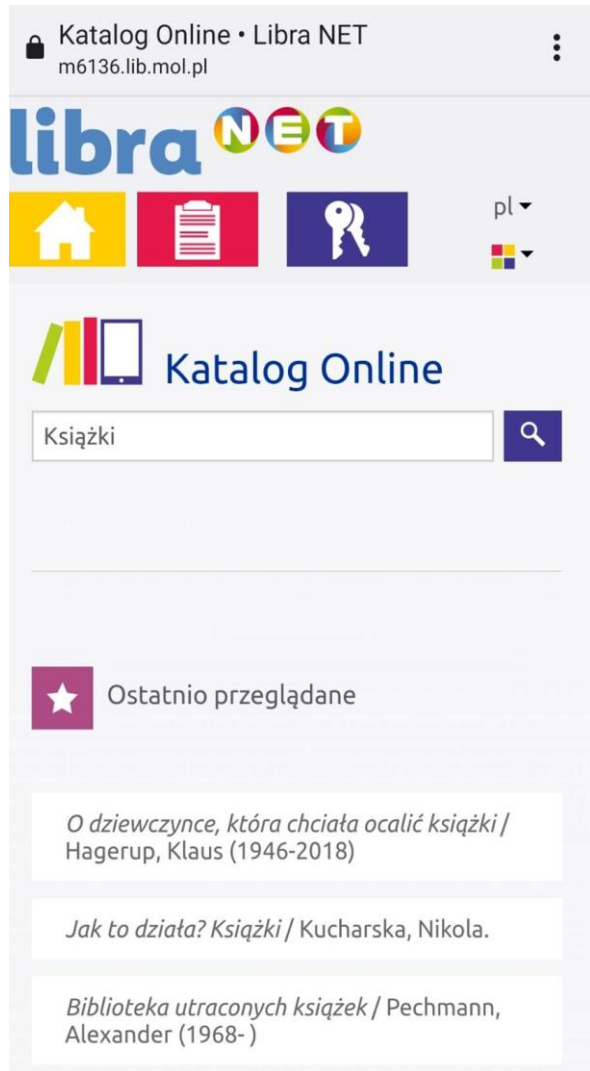 Katalog Online • Libra NET
m6136.lib.mol.pl
libra NET
pl
Katalog Online
Książki
Ostatnio przeglądane
O dziewczynce, która chciała ocalić książki /
Hagerup, Klaus (1946-2018)
Jak to działa? Książki / Kucharska, Nikola.
Biblioteka utraconych książek / Pechmann,
Alexander (1968- )